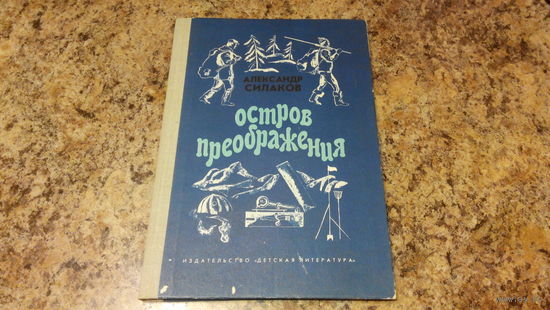 АЛЕКСАНДР
СИЛАКОВ
остров
преображения
ИЗДАТЕЛЬСТВО «ДЕТСКАЯ ЛИТЕРАТУРА»